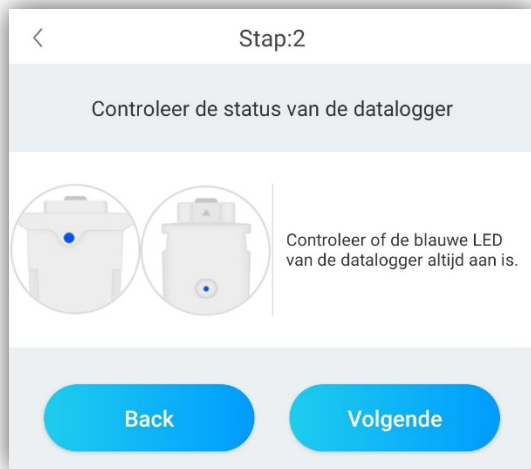 Stap:2
Controleer de status van de datalogger
Controleer of de blauwe LED
van de datalogger altijd aan is.
Back
Volgende